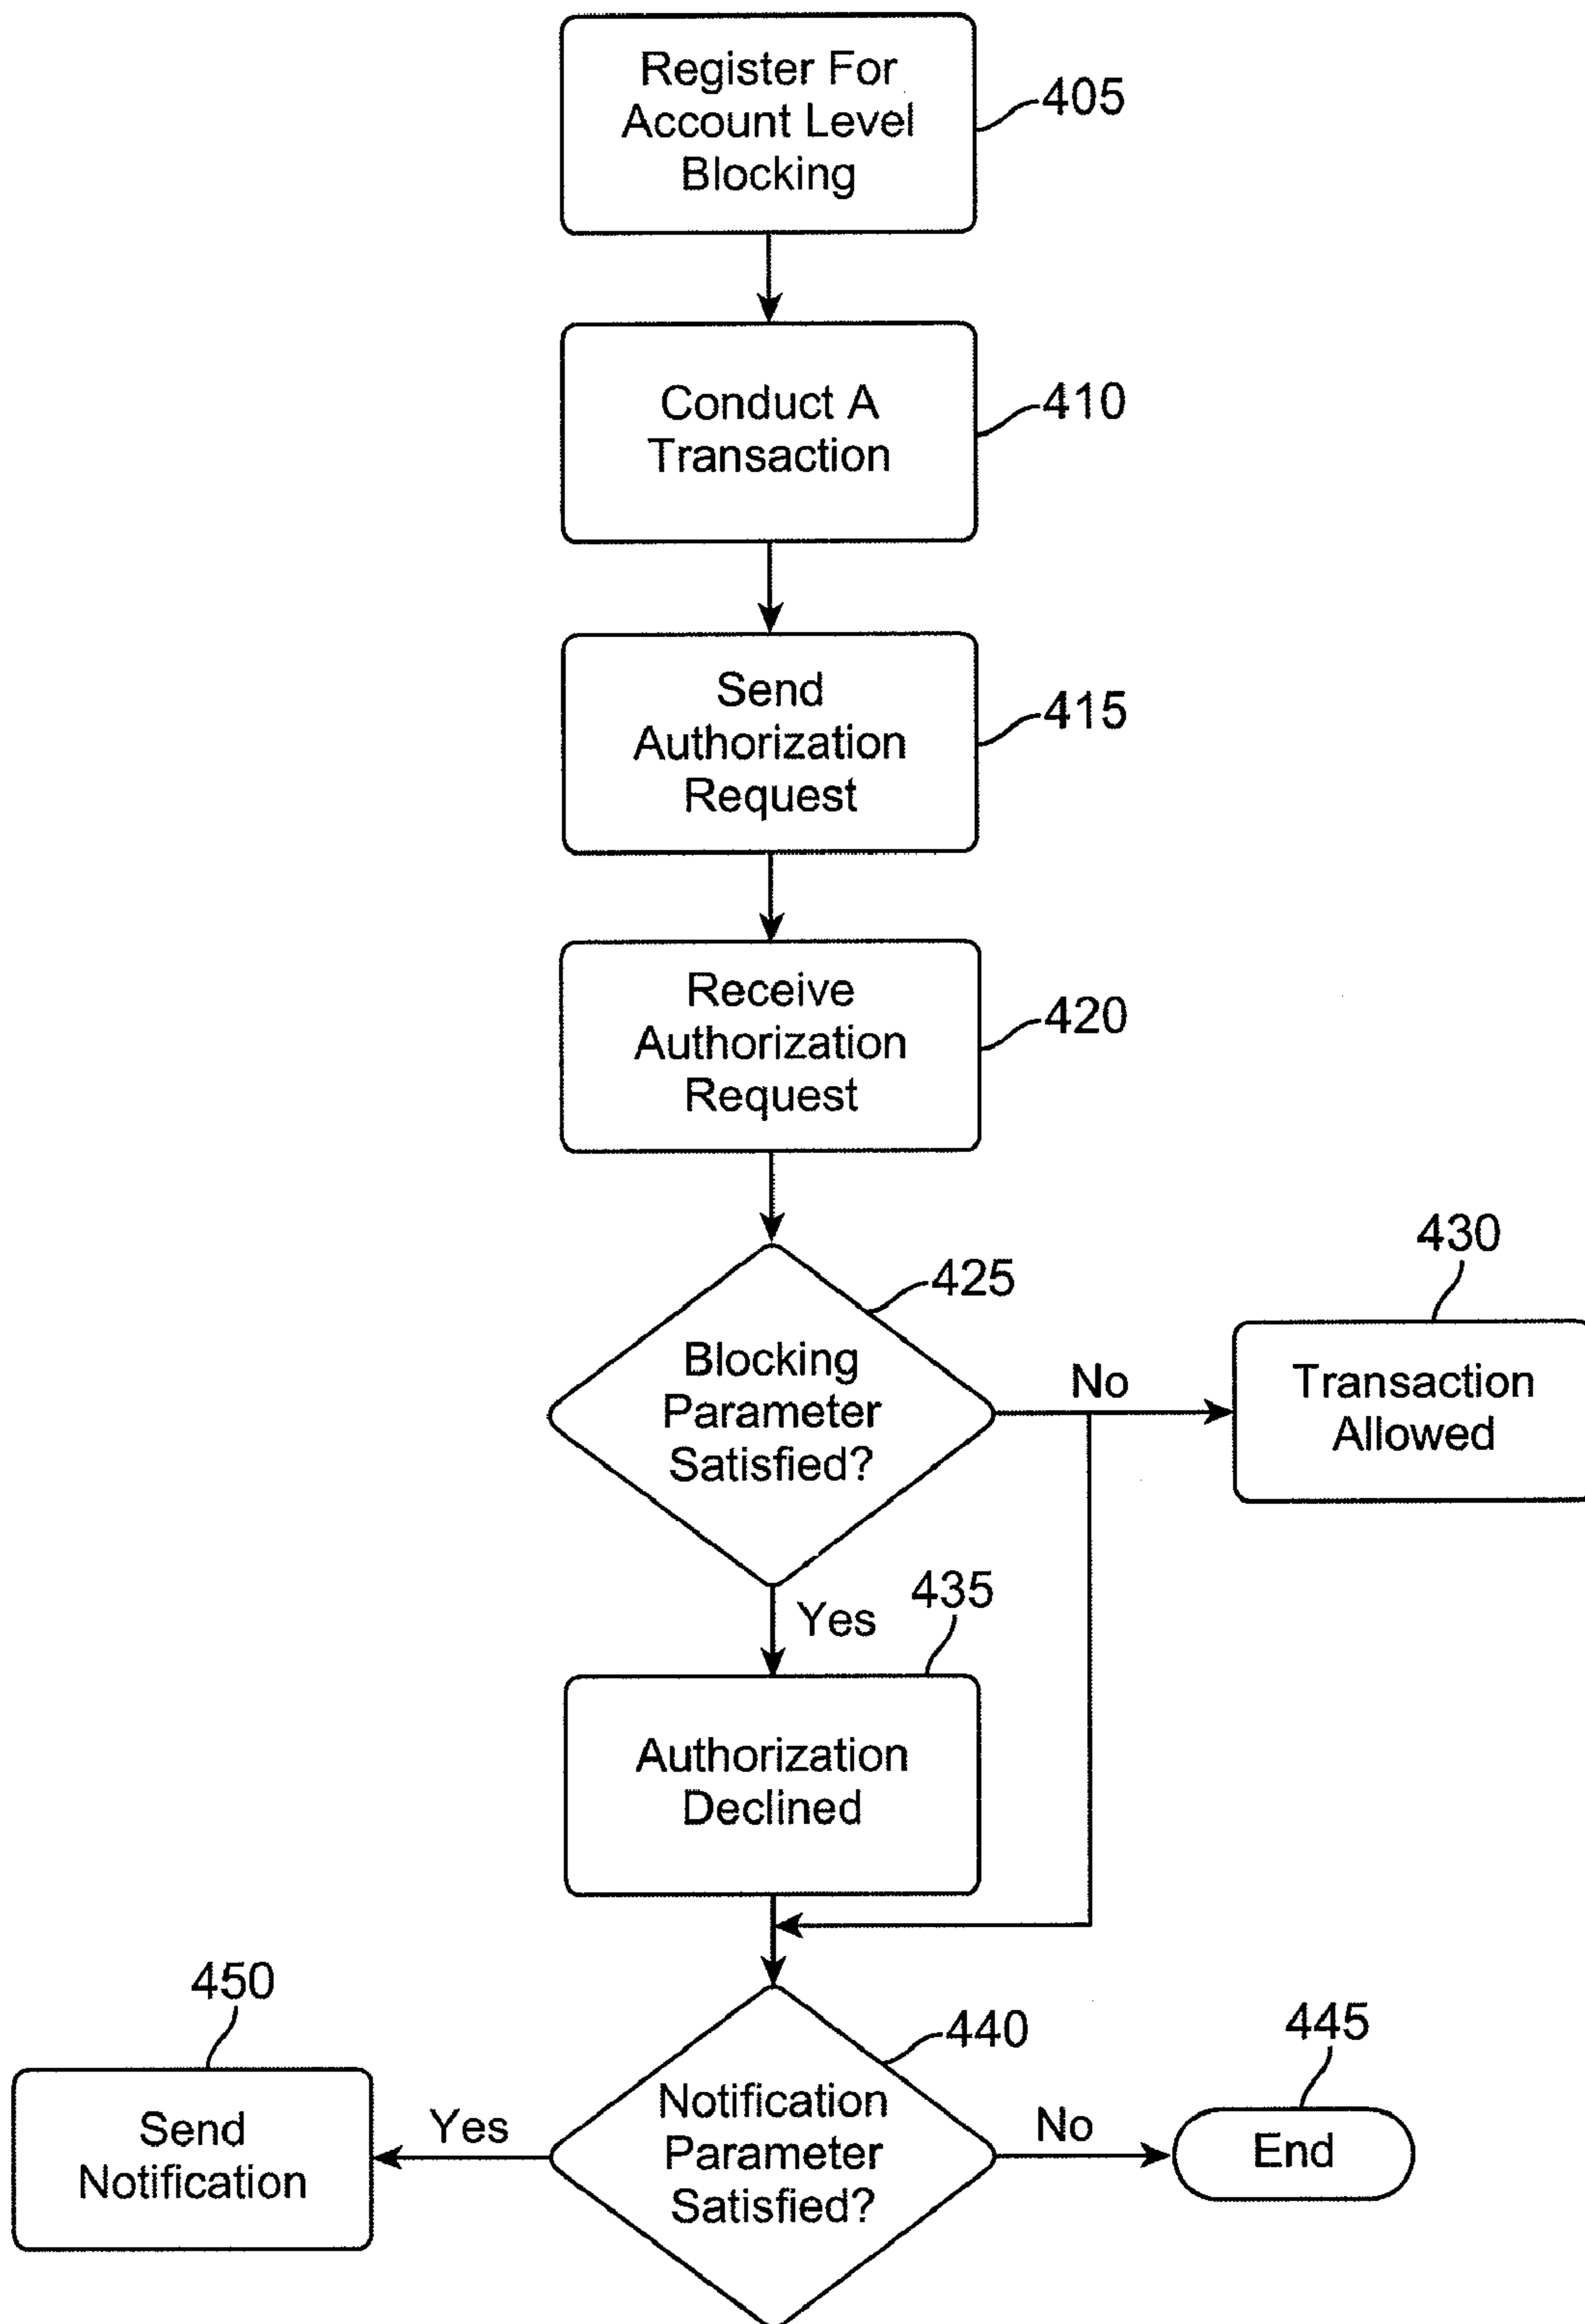 Register For
Account Level
Blocking
405
Conduct A
Transaction
410
Send
Authorization
Request
415
Receive
Authorization
Request
420
425
Blocking
Parameter
Satisfied?
No
430
Transaction
Allowed
Yes
435
Authorization
Declined
440
Notification
Parameter
Satisfied?
Yes
450
Send
Notification
No
445
End